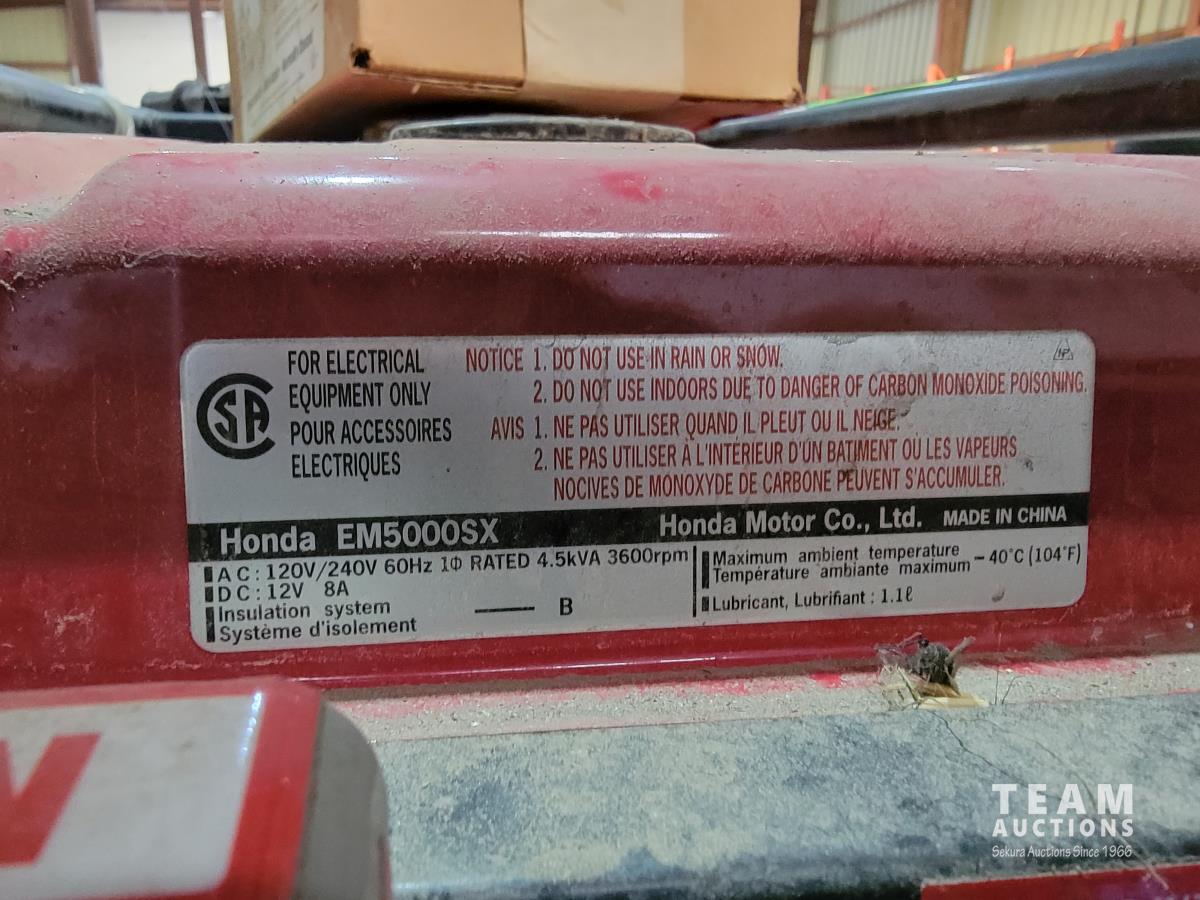 FOR ELECTRICAL
EQUIPMENT ONLY
POUR ACCESSOIRES
ELECTRIQUES
NOTICE 1. DO NOT USE IN RAIN OR SNOW.
2. DO NOT USE INDOORS DUE TO DANGER OF CARBON MONOXIDE POISONING.
AVIS 1. NE PAS UTILISER QUAND IL PLEUT OU IL NEIGE.
2. NE PAS UTILISER À L'INTÉRIEUR D'UN BATIMENT OÙ LES VAPEURS
NOCIVES DE MONOXYDE DE CARBONE PEUVENT S'ACCUMULER.
Honda EM5000SX Honda Motor Co., Ltd. MADE IN CHINA
AC : 120V/240V 60Hz 1Φ RATED 4.5kVA 3600rpm
DC : 12V 8A
Insulation system
Système d'isolement — B
Maximum ambient temperature
Température ambiante maximum — 40°C (104°F)
Lubricant, Lubrifiant : 1.1ℓ
TEAM
AUCTIONS
Sekura Auctions Since 1966